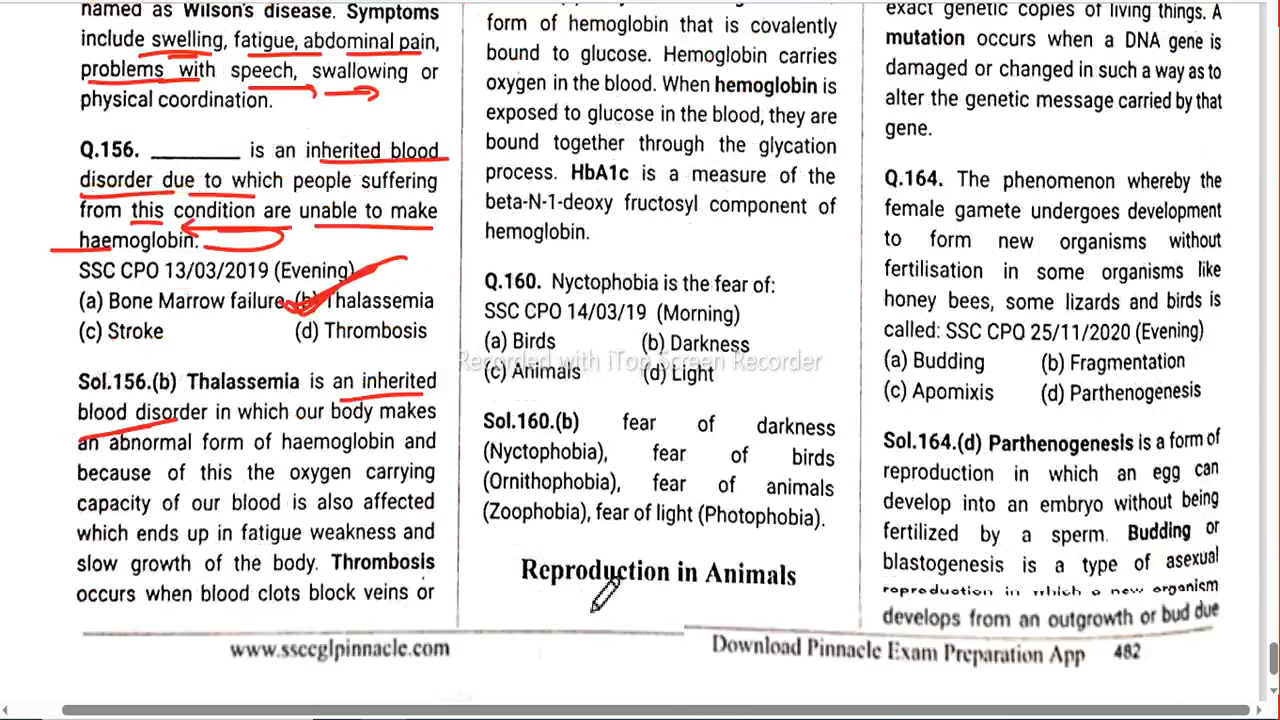 named as Wilson's disease. Symptoms
include swelling, fatigue, abdominal pain,
problems with speech, swallowing or
physical coordination.
Q.156. ________ is an inherited blood
disorder due to which people suffering
from this condition are unable to make
haemoglobin.
SSC CPO 13/03/2019 (Evening)
(a) Bone Marrow failure (b) Thalassemia
(c) Stroke (d) Thrombosis
Sol.156.(b) Thalassemia is an inherited
blood disorder in which our body makes
an abnormal form of haemoglobin and
because of this the oxygen carrying
capacity of our blood is also affected
which ends up in fatigue weakness and
slow growth of the body. Thrombosis
occurs when blood clots block veins or
form of hemoglobin that is covalently
bound to glucose. Hemoglobin carries
oxygen in the blood. When hemoglobin is
exposed to glucose in the blood, they are
bound together through the glycation
process. HbA1c is a measure of the
beta-N-1-deoxy fructosyl component of
hemoglobin.
Q.160. Nyctophobia is the fear of:
SSC CPO 14/03/19 (Morning)
(a) Birds (b) Darkness
(c) Animals (d) Light
Recorded with iTop Screen Recorder
Sol.160.(b) fear of darkness
(Nyctophobia), fear of birds
(Ornithophobia), fear of animals
(Zoophobia), fear of light (Photophobia).
Reproduction in Animals
exact genetic copies of living things. A
mutation occurs when a DNA gene is
damaged or changed in such a way as to
alter the genetic message carried by that
gene.
Q.164. The phenomenon whereby the
female gamete undergoes development
to form new organisms without
fertilisation in some organisms like
honey bees, some lizards and birds is
called: SSC CPO 25/11/2020 (Evening)
(a) Budding (b) Fragmentation
(c) Apomixis (d) Parthenogenesis
Sol.164.(d) Parthenogenesis is a form of
reproduction in which an egg can
develop into an embryo without being
fertilized by a sperm. Budding or
blastogenesis is a type of asexual
reproduction in which a new organism
develops from an outgrowth or bud due
www.ssccglpinnacle.com
Download Pinnacle Exam Preparation App 482